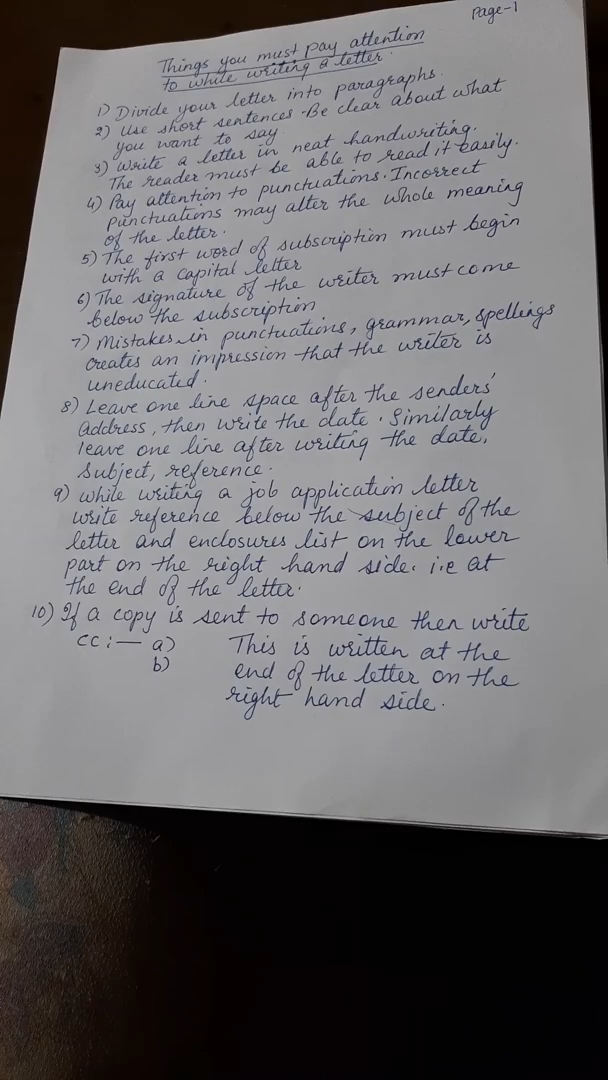 Page-1
Things you must pay attention
to while writing a letter.
1) Divide your letter into paragraphs.
2) Use short sentences. Be clear about what
you want to say
3) Write a letter in neat handwriting.
The reader must be able to read it easily.
4) Pay attention to punctuations. Incorrect
Punctuations may alter the whole meaning
of the letter.
5) The first word of subscription must begin
with a capital letter
6) The signature of the writer must come
below the subscription
7) Mistakes in punctuations, grammar, spellings
creates an impression that the writer is
uneducated.
8) Leave one line space after the senders'
address, then write the date. Similarly
leave one line after writing the date,
Subject, reference.
9) While writing a job application letter
write reference below the subject of the
letter and enclosures list on the lower
part on the right hand side. i.e at
the end of the letter.
10) If a copy is sent to someone then write
CC:— a) This is written at the
b) end of the letter on the
right hand side.